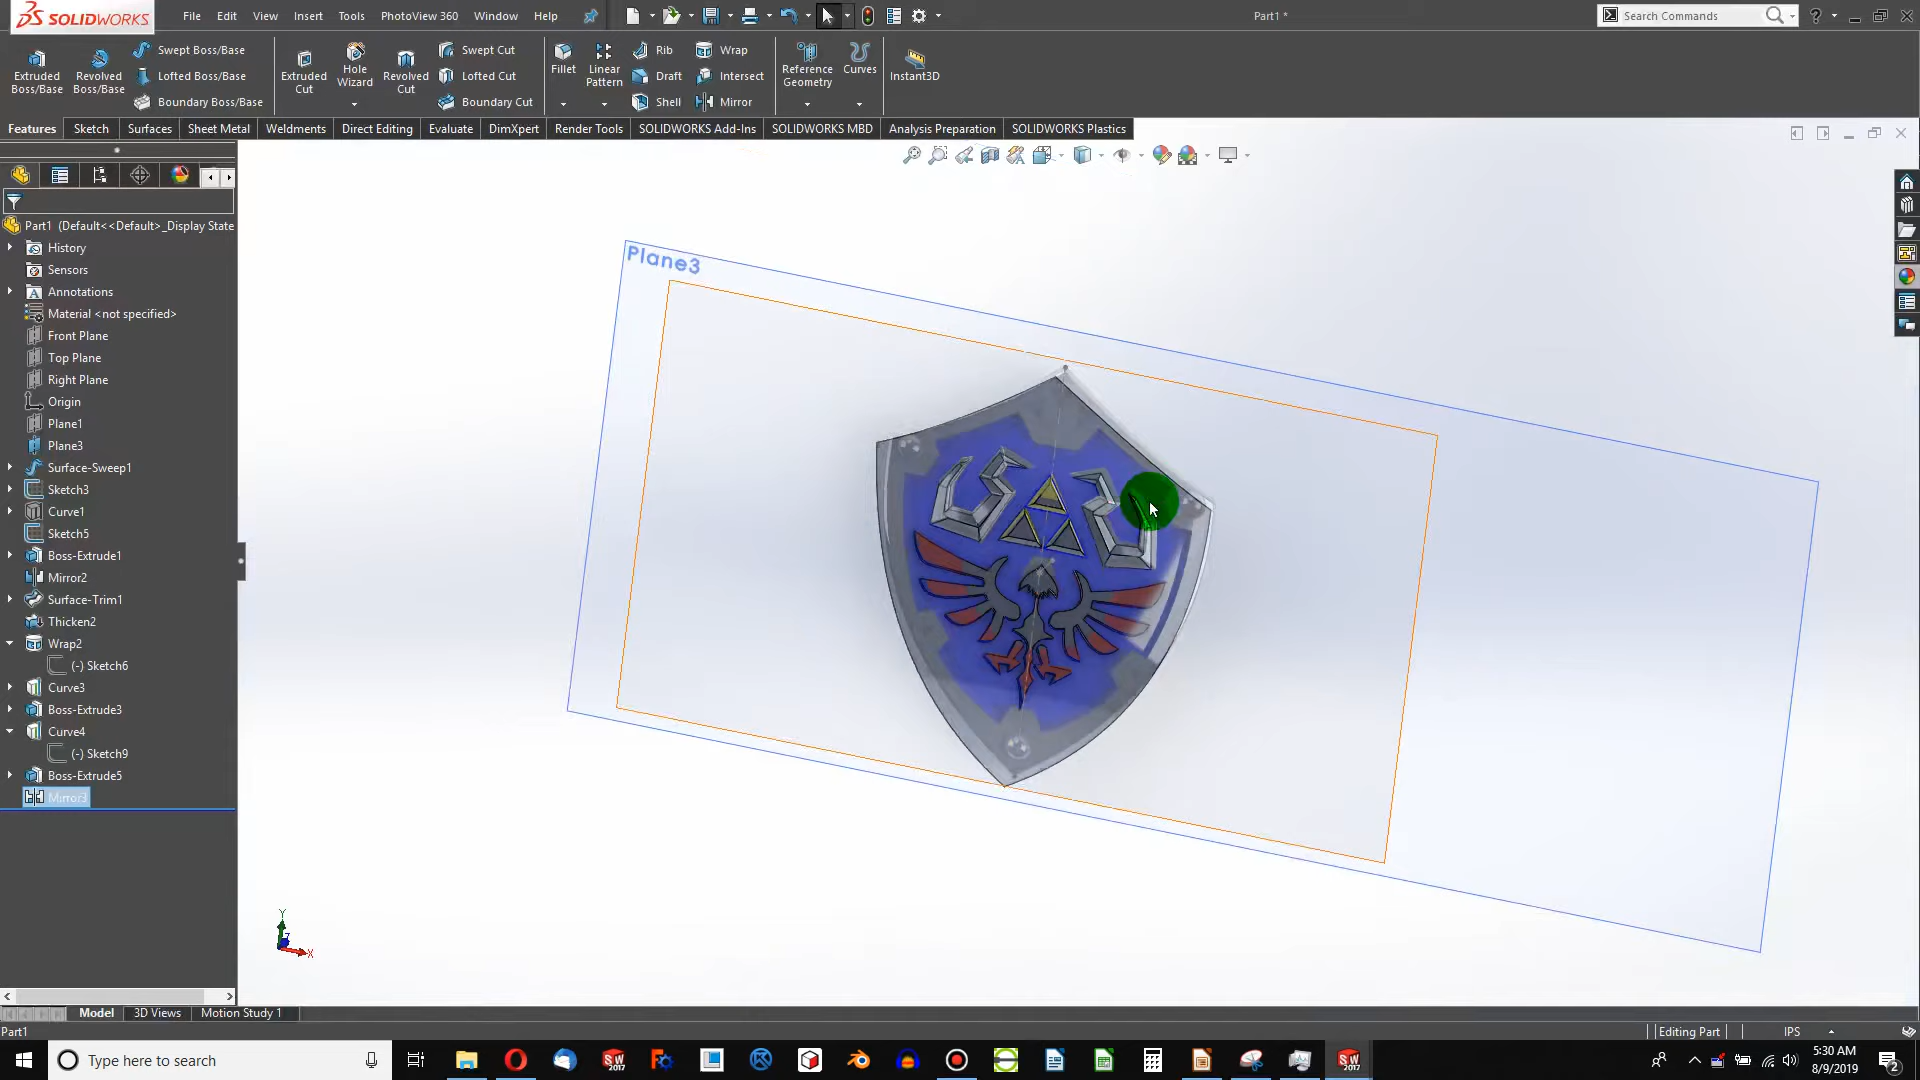 SOLIDWORKS File Edit View Insert Tools PhotoView 360 Window Help Part1 * Search Commands
Extruded Boss/Base
Revolved Boss/Base
Swept Boss/Base
Lofted Boss/Base
Boundary Boss/Base
Extruded Cut
Hole Wizard
Revolved Cut
Swept Cut
Lofted Cut
Boundary Cut
Fillet
Linear Pattern
Rib
Draft
Shell
Wrap
Intersect
Mirror
Reference Geometry
Curves
Instant3D
Features Sketch Surfaces Sheet Metal Weldments Direct Editing Evaluate DimXpert Render Tools SOLIDWORKS Add-Ins SOLIDWORKS MBD Analysis Preparation SOLIDWORKS Plastics
Part1 (Default<<Default>_Display State
History
Sensors
Annotations
Material <not specified>
Front Plane
Top Plane
Right Plane
Origin
Plane1
Plane3
Surface-Sweep1
Sketch3
Curve1
Sketch5
Boss-Extrude1
Mirror2
Surface-Trim1
Thicken2
Wrap2
(-) Sketch6
Curve3
Boss-Extrude3
Curve4
(-) Sketch9
Boss-Extrude5
Mirror3
Plane3
Y
Z
X
Model 3D Views Motion Study 1
Part1 Editing Part IPS
Type here to search
SW 2017
SW 2017
5:30 AM
8/9/2019
2